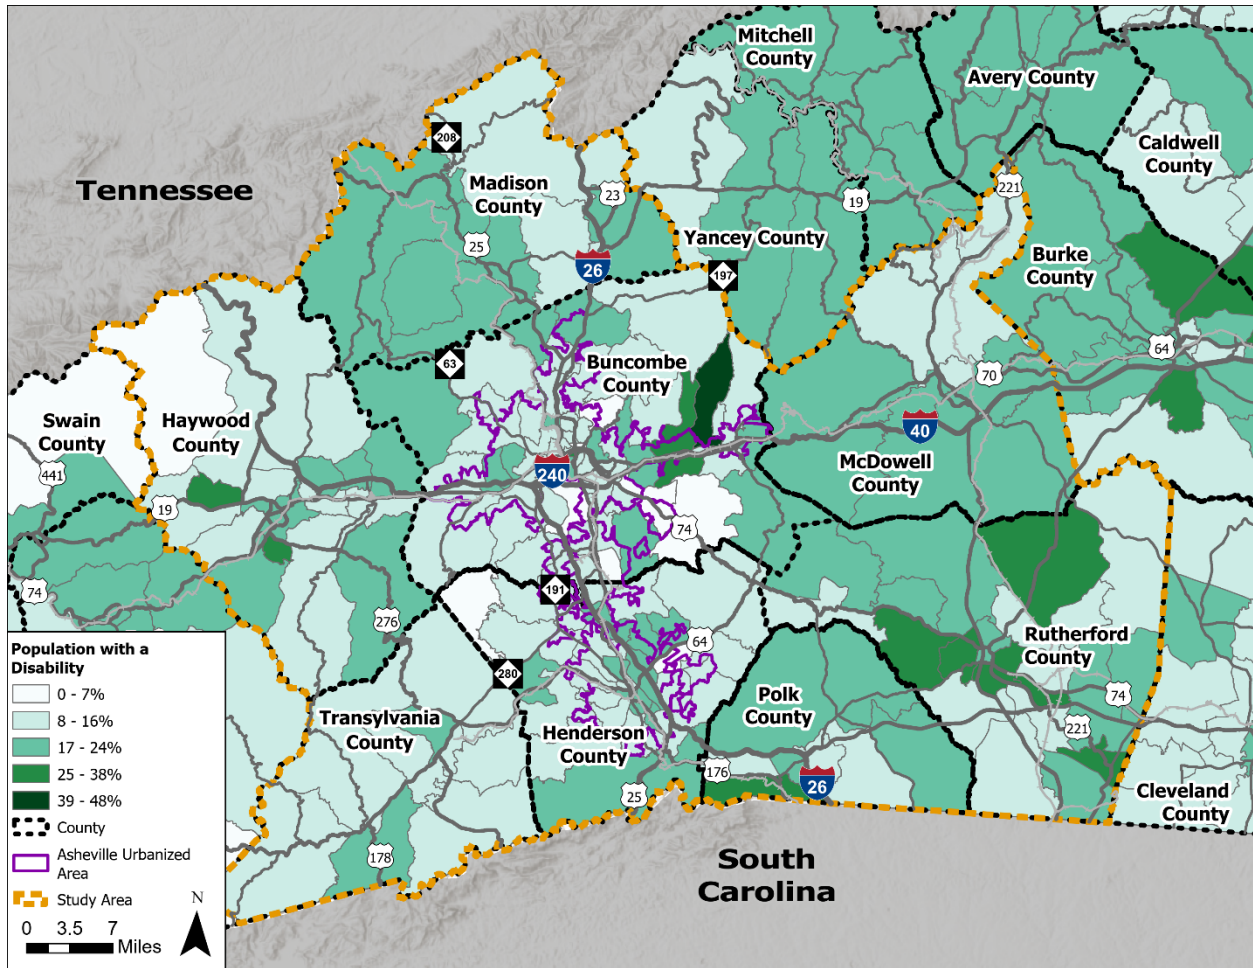 Mitchell
County
Avery County
Caldwell
County
208
Tennessee
Madison
County
23
221
19
25
Yancey County
Burke
County
26
197
63
Buncombe
County
64
70
Swain
County
Haywood
County
40
441
240
McDowell
County
19
74
74
191
276
64
Rutherford
County
280
Polk
County
74
Transylvania
County
Henderson
County
221
176
26
25
Cleveland
County
178
South
Carolina
Population with a
Disability
0 - 7%
8 - 16%
17 - 24%
25 - 38%
39 - 48%
County
Asheville Urbanized
Area
Study Area
N
0 3.5 7
Miles